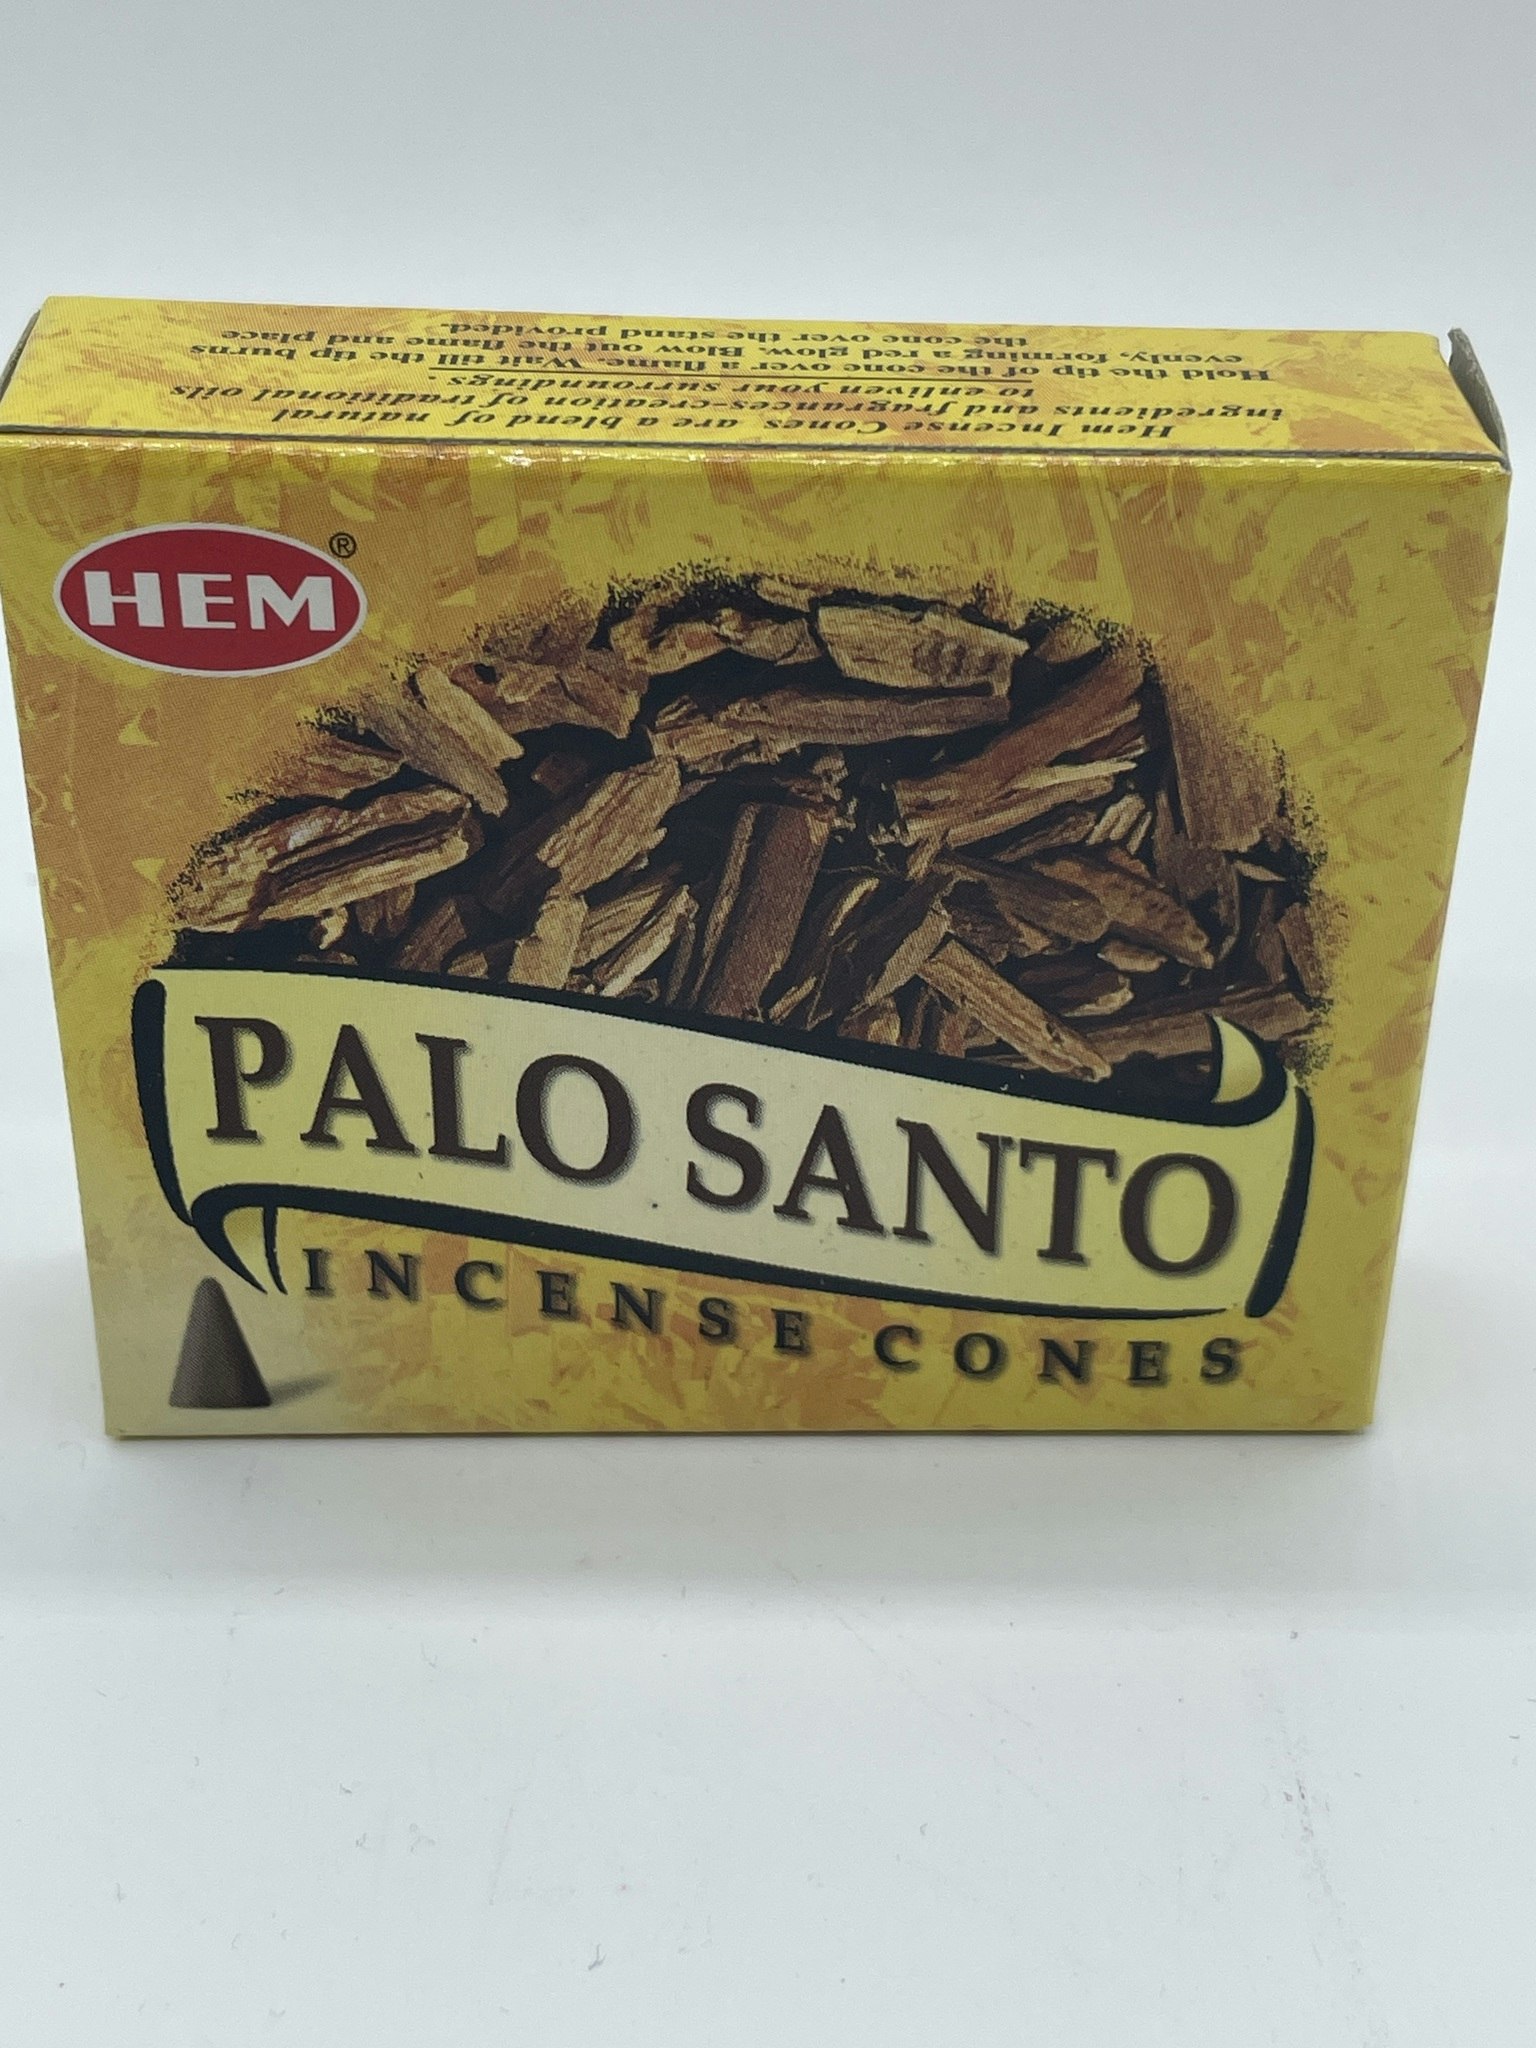 Hem Incense Cones are a blend of natural
ingredients and fragrances-creation of traditional oils
to enliven your surroundings.
Hold the tip of the cone over a flame. Wait till the tip burns
evenly, forming a red glow. Blow out the flame and place
the cone over the stand provided.
HEM®
PALO SANTO
INCENSE CONES